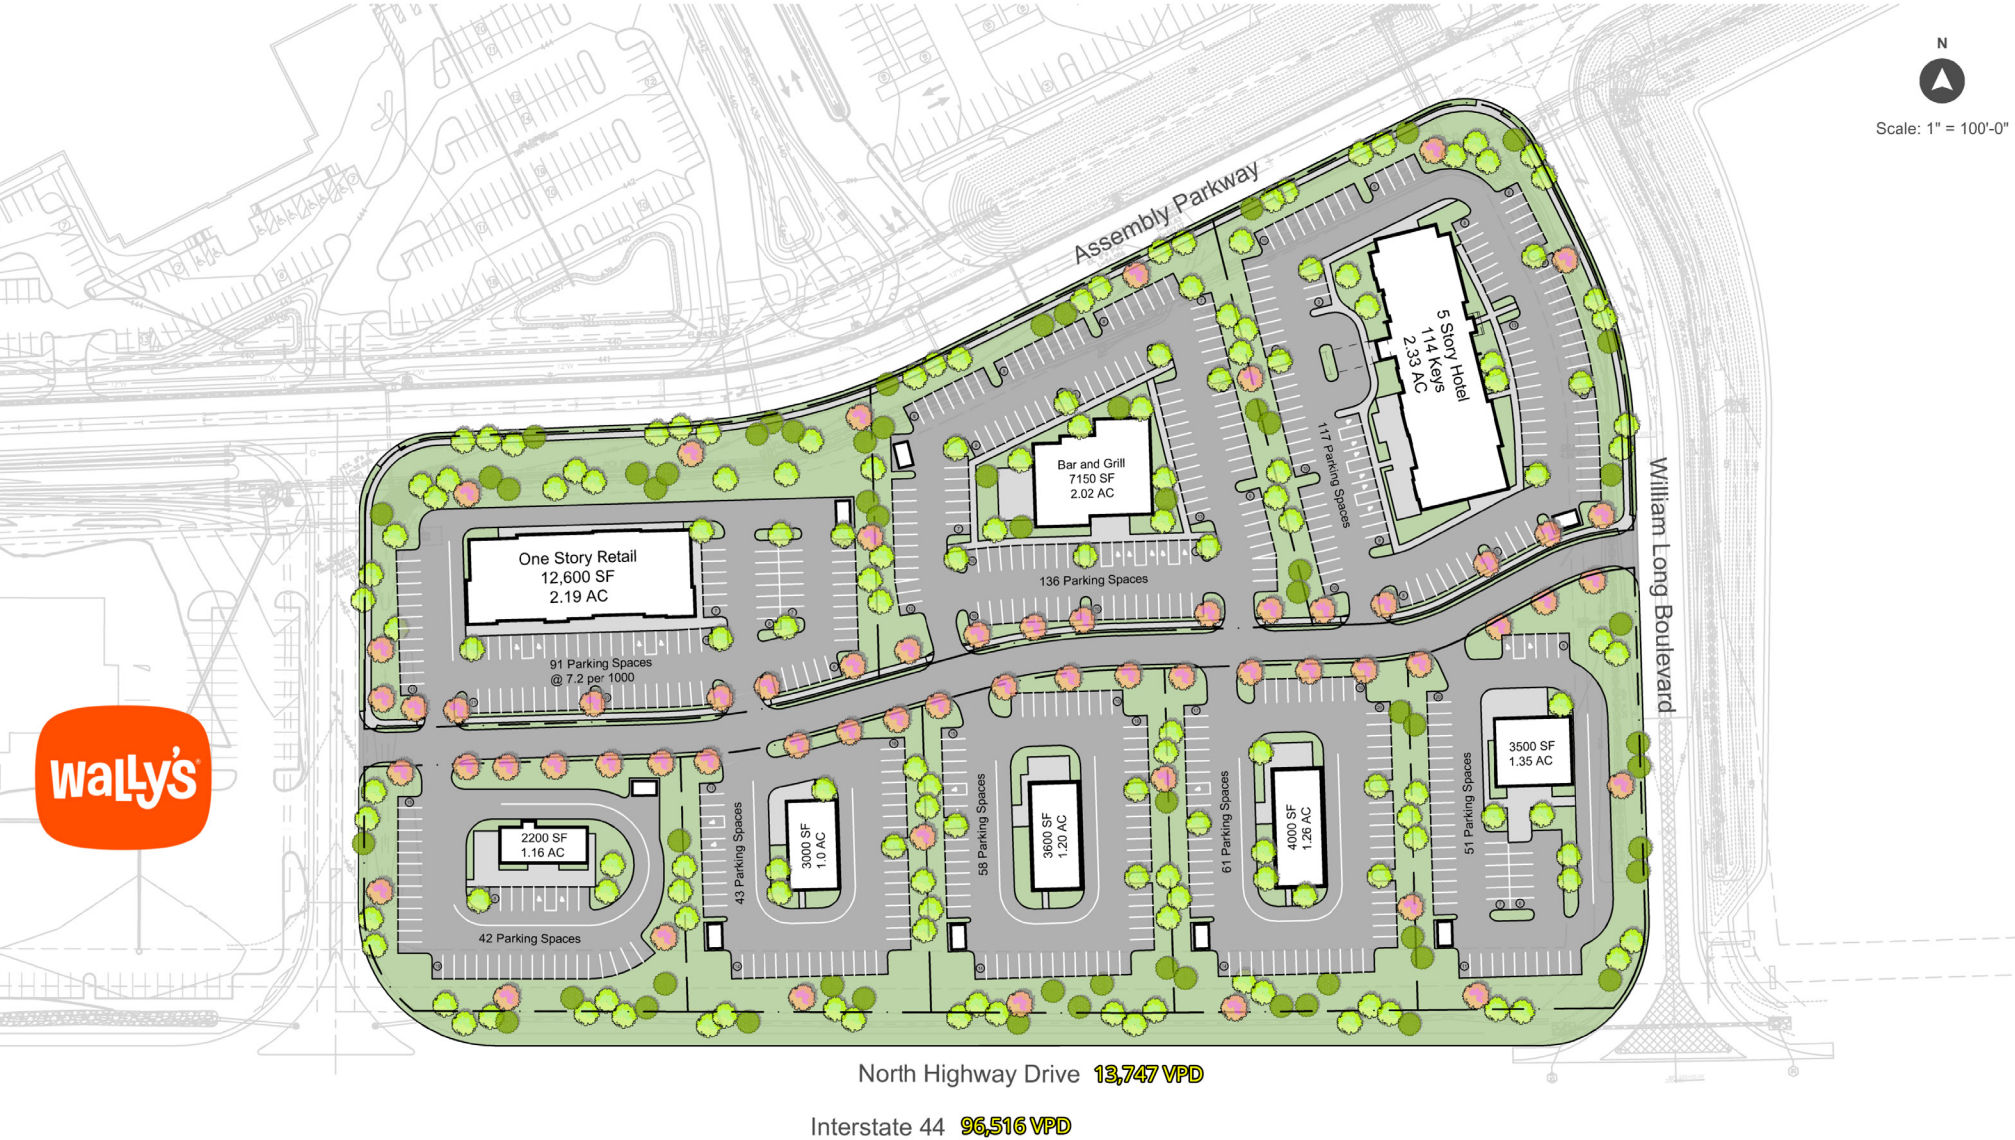 N
Scale: 1" = 100'-0"
Assembly Parkway
5 Story Hotel
114 Keys
2.33 AC
117 Parking Spaces
Bar and Grill
7150 SF
2.02 AC
136 Parking Spaces
One Story Retail
12,600 SF
2.19 AC
91 Parking Spaces
@ 7.2 per 1000
William Long Boulevard
WaLLy's
2200 SF
1.16 AC
42 Parking Spaces
43 Parking Spaces
3000 SF
1.0 AC
58 Parking Spaces
3600 SF
1.20 AC
61 Parking Spaces
4000 SF
1.26 AC
51 Parking Spaces
3500 SF
1.35 AC
North Highway Drive 13,747 VPD
Interstate 44 96,516 VPD